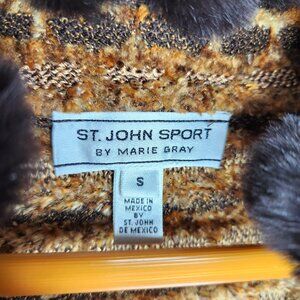 ST. JOHN SPORT
BY MARIE GRAY
S
MADE IN
MEXICO
BY
ST. JOHN
DE MEXICO